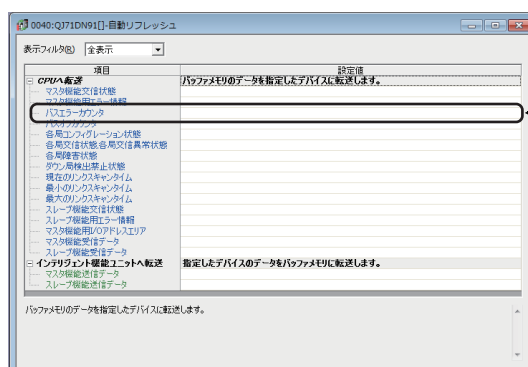 0040:QJ71DN91[]-自動リフレッシュ
表示フィルタ(R) 全表示
項目 設定値
CPUへ転送 バッファメモリのデータを指定したデバイスに転送します。
マスタ機能交信状態
マスタ機能用エラー情報
バスエラーカウンタ
バスオフカウンタ
各局コンフィグレーション状態
各局交信状態,各局交信異常状態
各局障害状態
ダウン局検出禁止状態
現在のリンクスキャンタイム
最小のリンクスキャンタイム
最大のリンクスキャンタイム
スレーブ機能交信状態
スレーブ機能用エラー情報
マスタ機能用I/Oアドレスエリア
マスタ機能受信データ
スレーブ機能受信データ
インテリジェント機能ユニットへ転送 指定したデバイスのデータをバッファメモリに転送します。
マスタ機能送信データ
スレーブ機能送信データ
バッファメモリのデータを指定したデバイスに転送します。